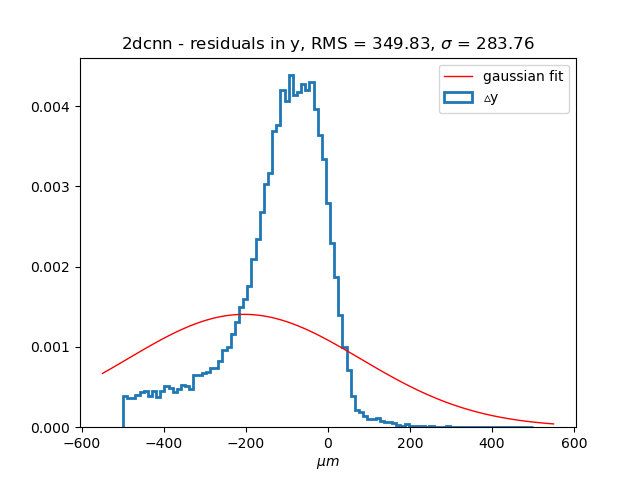 2dcnn - residuals in y, RMS = 349.83, σ = 283.76
gaussian fit
△y
0.004
0.003
0.002
0.001
0.000
−600 −400 −200 0 200 400 600
μm